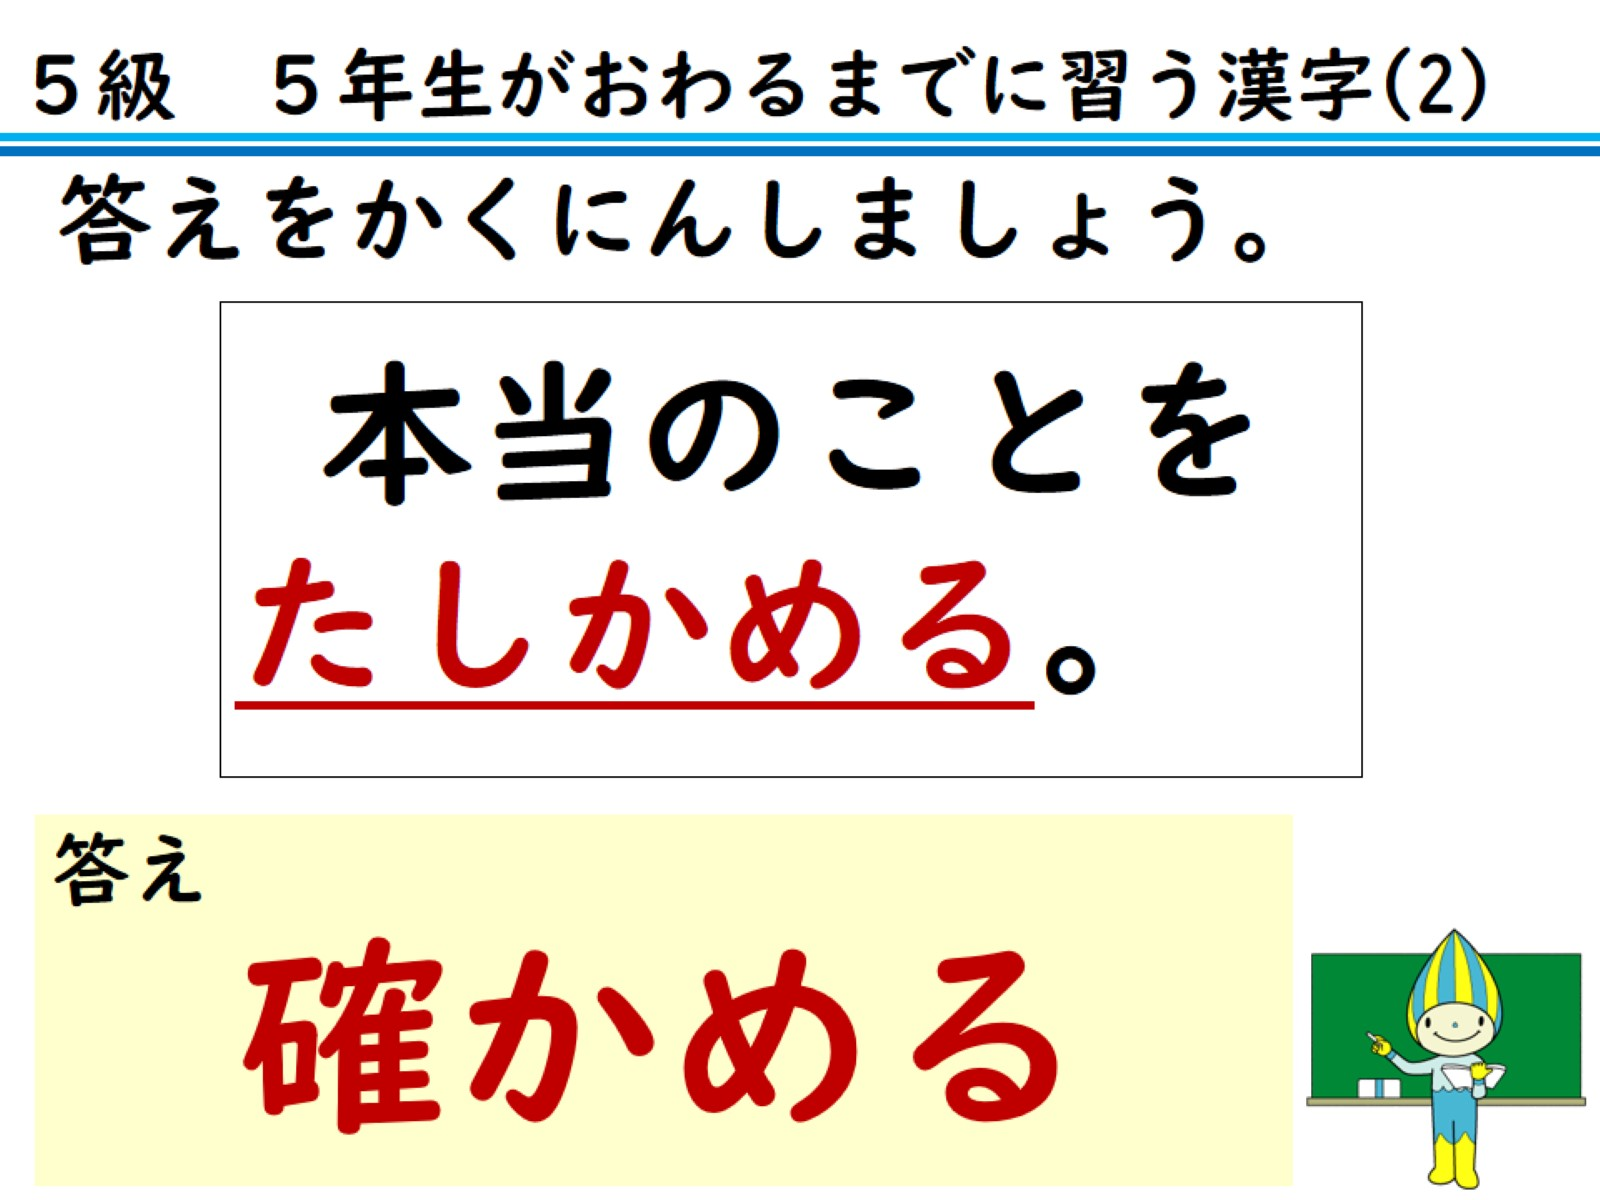 ５級　５年生がおわるまでに習う漢字(2)
答えをかくにんしましょう。
本当のことを
たしかめる。
答え
確かめる